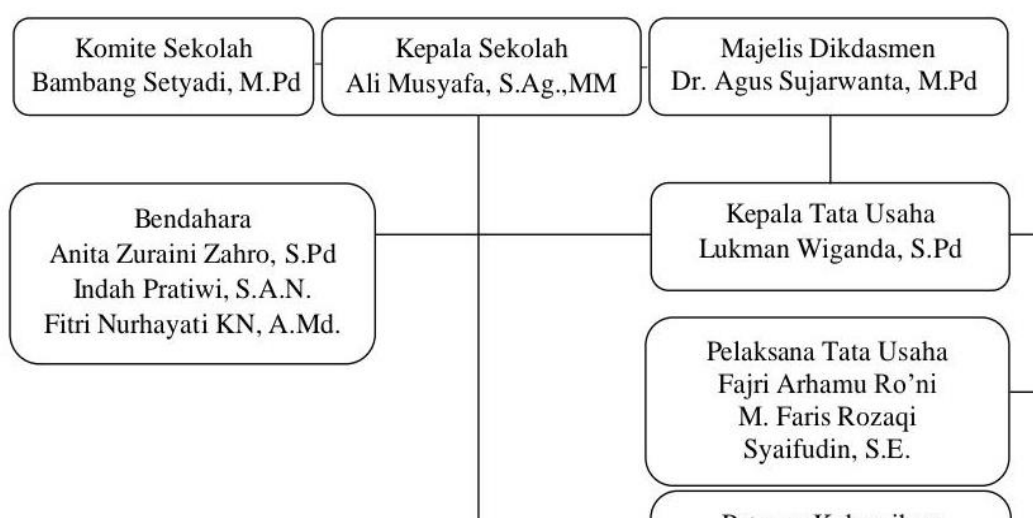 Komite Sekolah
Bambang Setyadi, M.Pd
Kepala Sekolah
Ali Musyafa, S.Ag.,MM
Majelis Dikdasmen
Dr. Agus Sujarwanta, M.Pd
Bendahara
Anita Zuraini Zahro, S.Pd
Indah Pratiwi, S.A.N.
Fitri Nurhayati KN, A.Md.
Kepala Tata Usaha
Lukman Wiganda, S.Pd
Pelaksana Tata Usaha
Fajri Arhamu Ro’ni
M. Faris Rozaqi
Syaifudin, S.E.